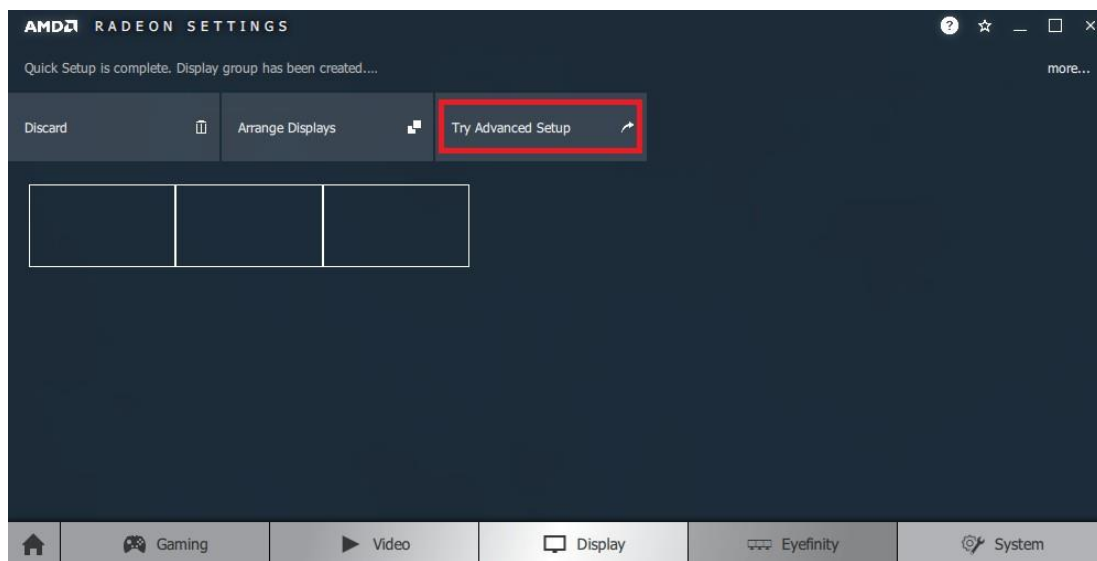 AMD RADEON SETTINGS
Quick Setup is complete. Display group has been created....
more...
Discard
Arrange Displays
Try Advanced Setup
Gaming
Video
Display
Eyefinity
System